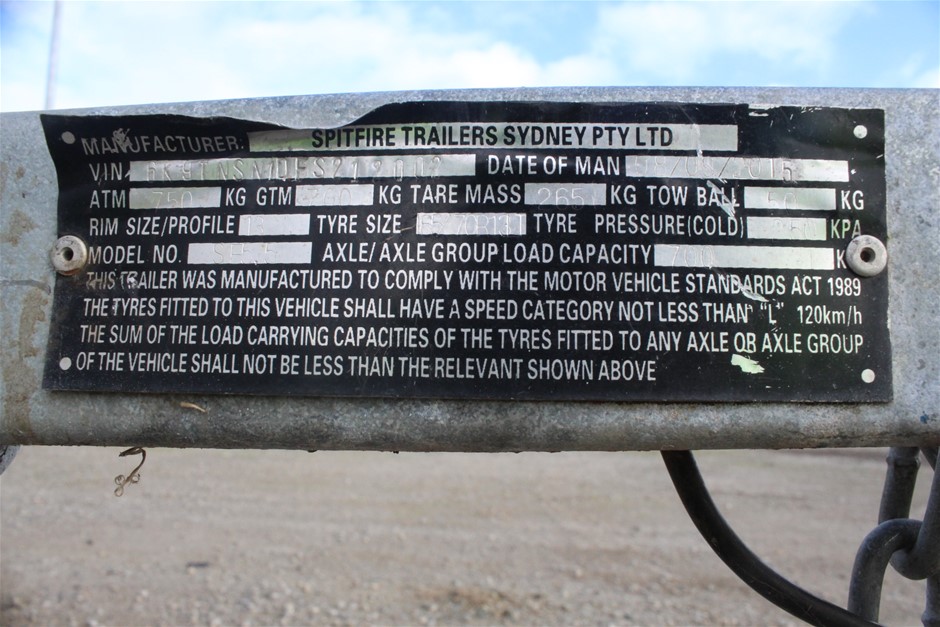 MANUFACTURER. SPITFIRE TRAILERS SYDNEY PTY LTD
VIN DATE OF MAN
ATM 750 KG GTM KG TARE MASS 265 KG TOW BALL KG
RIM SIZE/PROFILE 13 TYRE SIZE TYRE PRESSURE(COLD) KPA
MODEL NO. AXLE/AXLE GROUP LOAD CAPACITY 700
THIS TRAILER WAS MANUFACTURED TO COMPLY WITH THE MOTOR VEHICLE STANDARDS ACT 1989
THE TYRES FITTED TO THIS VEHICLE SHALL HAVE A SPEED CATEGORY NOT LESS THAN "L" 120km/h
THE SUM OF THE LOAD CARRYING CAPACITIES OF THE TYRES FITTED TO ANY AXLE OR AXLE GROUP
OF THE VEHICLE SHALL NOT BE LESS THAN THE RELEVANT SHOWN ABOVE